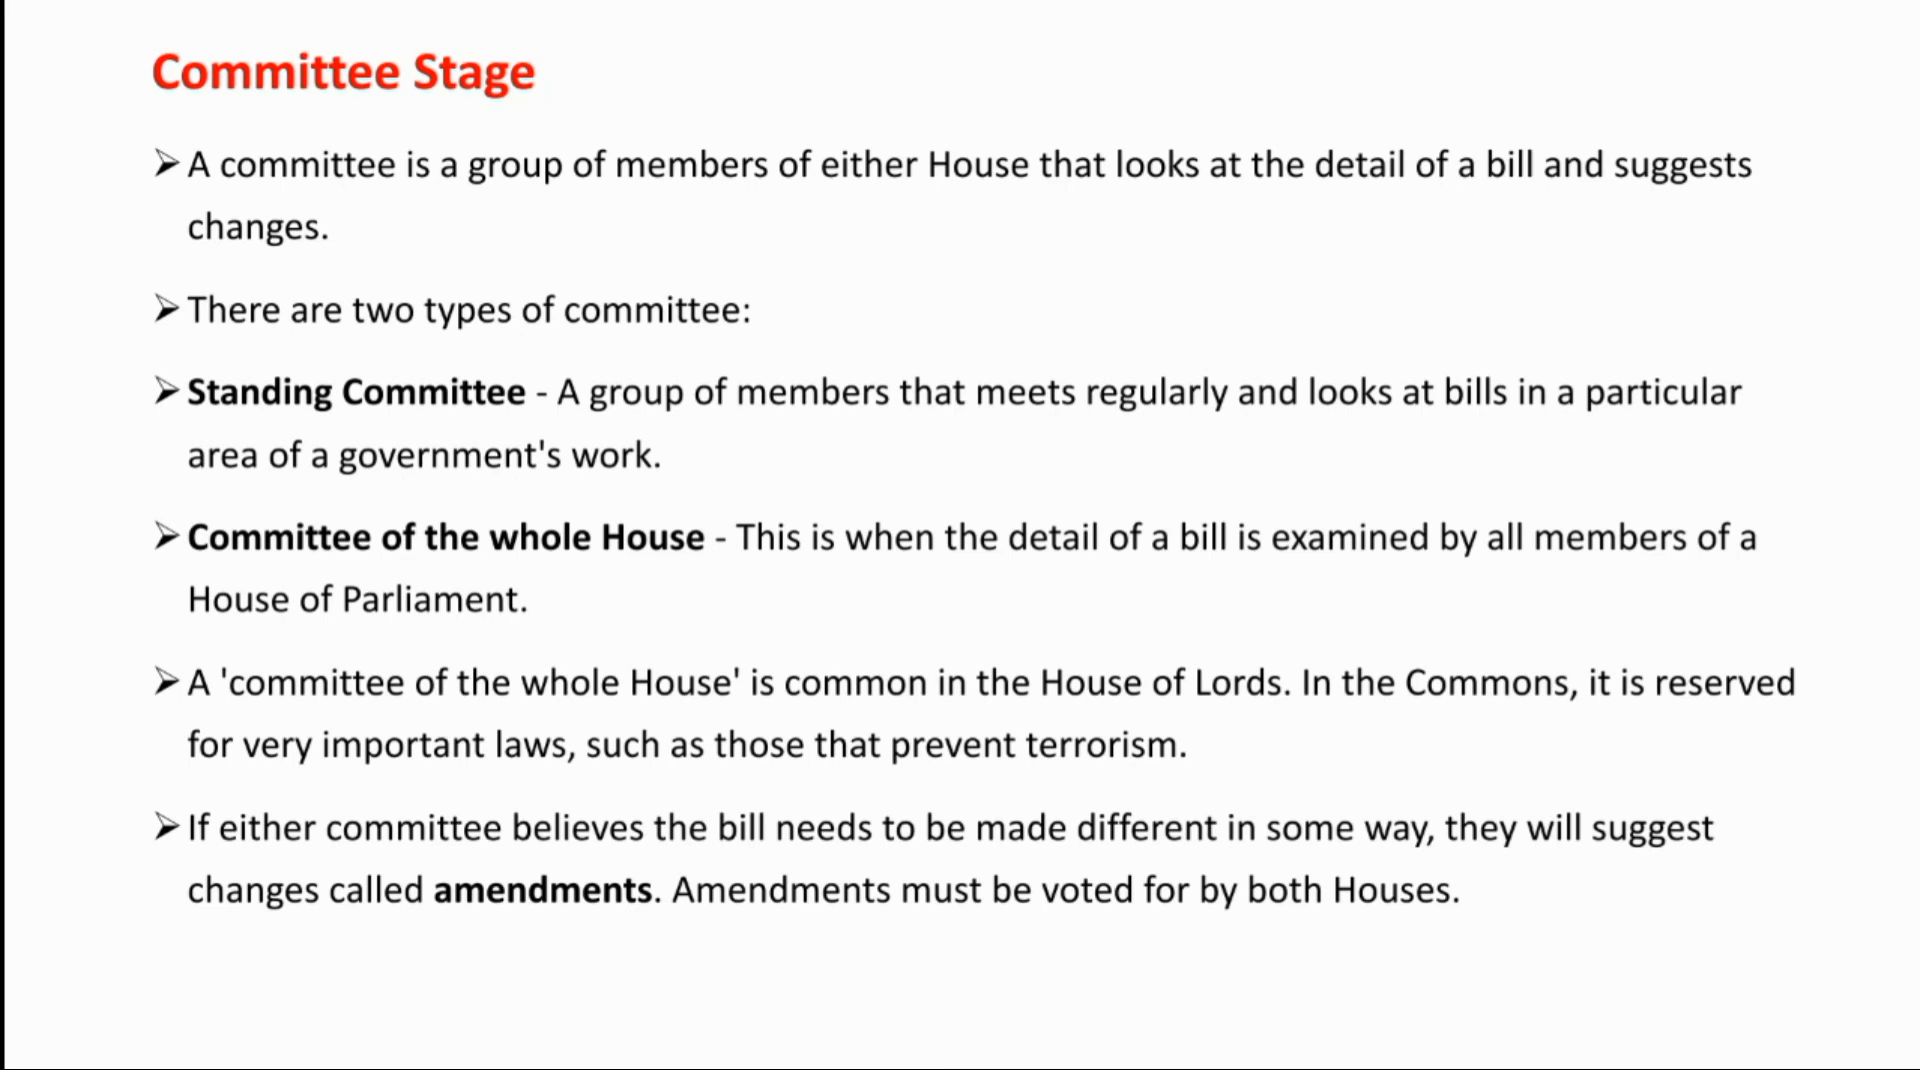 Committee Stage
➢ A committee is a group of members of either House that looks at the detail of a bill and suggests
changes.
➢ There are two types of committee:
➢ Standing Committee - A group of members that meets regularly and looks at bills in a particular
area of a government's work.
➢ Committee of the whole House - This is when the detail of a bill is examined by all members of a
House of Parliament.
➢ A 'committee of the whole House' is common in the House of Lords. In the Commons, it is reserved
for very important laws, such as those that prevent terrorism.
➢ If either committee believes the bill needs to be made different in some way, they will suggest
changes called amendments. Amendments must be voted for by both Houses.